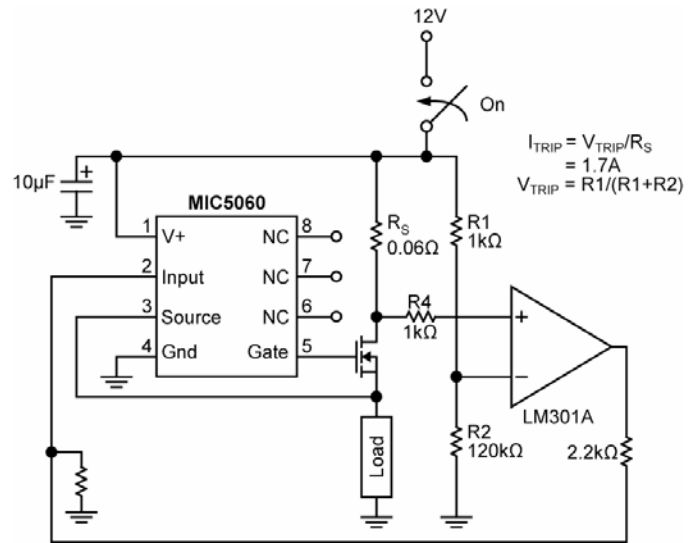 12V
On
I_TRIP = V_TRIP/R_S
= 1.7A
V_TRIP = R1/(R1+R2)
10µF
+
MIC5060
1
V+
2
Input
3
Source
4
Gnd
NC
8
NC
7
NC
6
Gate
5
R_S
0.06Ω
R1
1kΩ
R4
1kΩ
+
−
LM301A
R2
120kΩ
2.2kΩ
Load